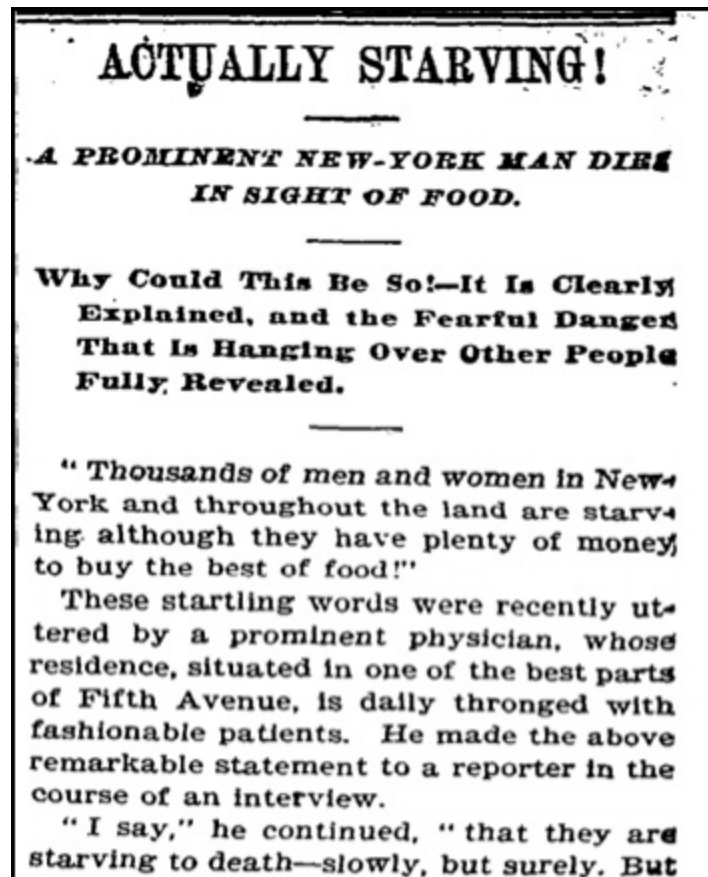 ACTUALLY STARVING!
A PROMINENT NEW-YORK MAN DIES
IN SIGHT OF FOOD.
Why Could This Be So!—It Is Clearly
Explained, and the Fearful Danger
That Is Hanging Over Other People
Fully Revealed.
"Thousands of men and women in New-
York and throughout the land are starv-
ing although they have plenty of money
to buy the best of food!"
These startling words were recently ut-
tered by a prominent physician, whose
residence, situated in one of the best parts
of Fifth Avenue, is daily thronged with
fashionable patients. He made the above
remarkable statement to a reporter in the
course of an interview.
"I say," he continued, "that they are
starving to death—slowly, but surely. But